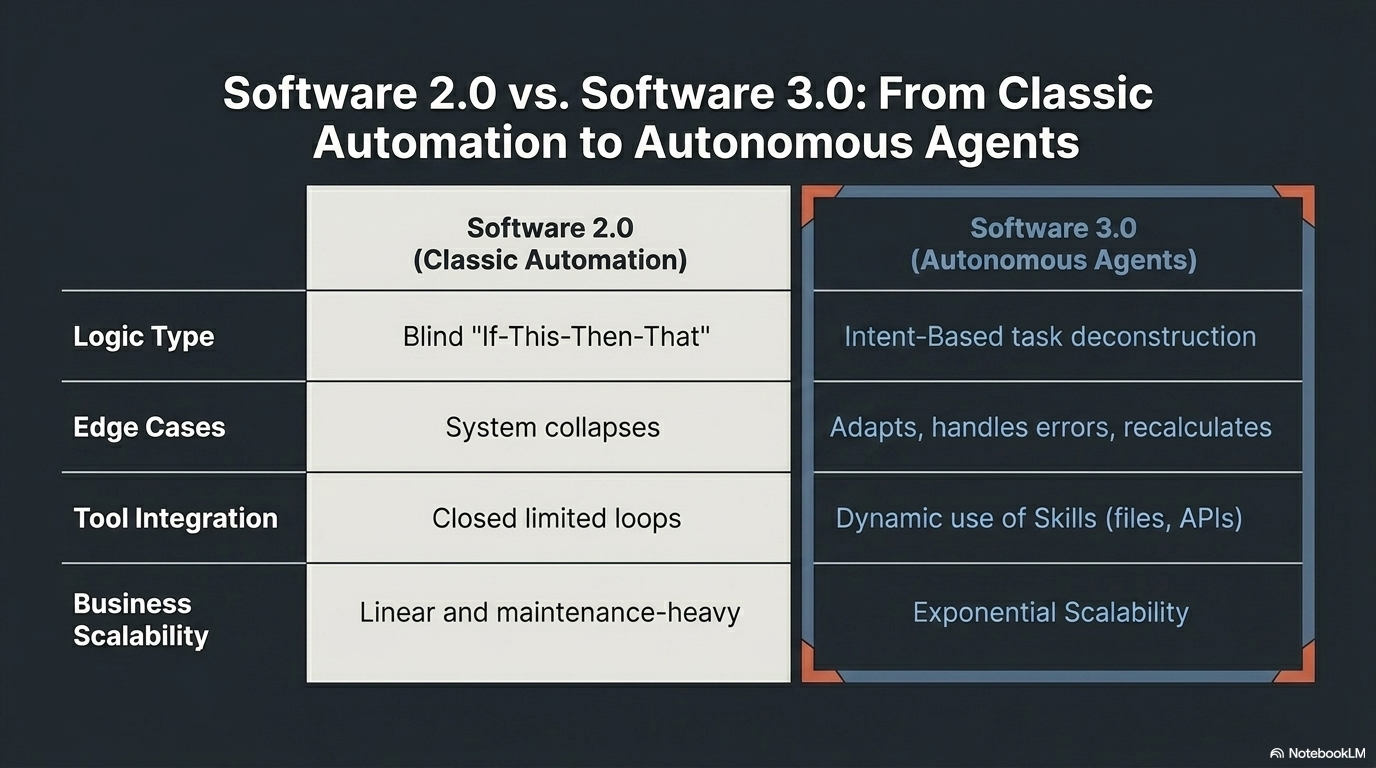 Software 2.0 vs. Software 3.0: From Classic
Automation to Autonomous Agents
Software 2.0
(Classic Automation)
Software 3.0
(Autonomous Agents)
Logic Type
Blind "If-This-Then-That"
Intent-Based task deconstruction
Edge Cases
System collapses
Adapts, handles errors, recalculates
Tool Integration
Closed limited loops
Dynamic use of Skills (files, APIs)
Business
Scalability
Linear and maintenance-heavy
Exponential Scalability
NotebookLM